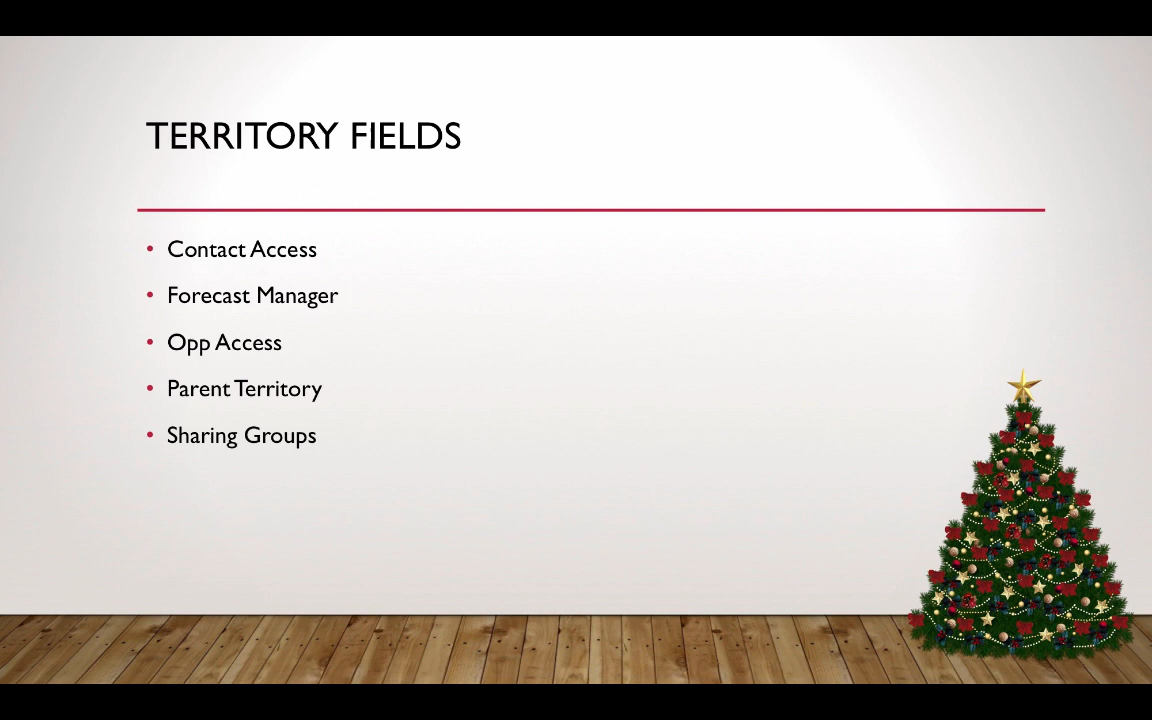 TERRITORY FIELDS
• Contact Access
• Forecast Manager
• Opp Access
• Parent Territory
• Sharing Groups